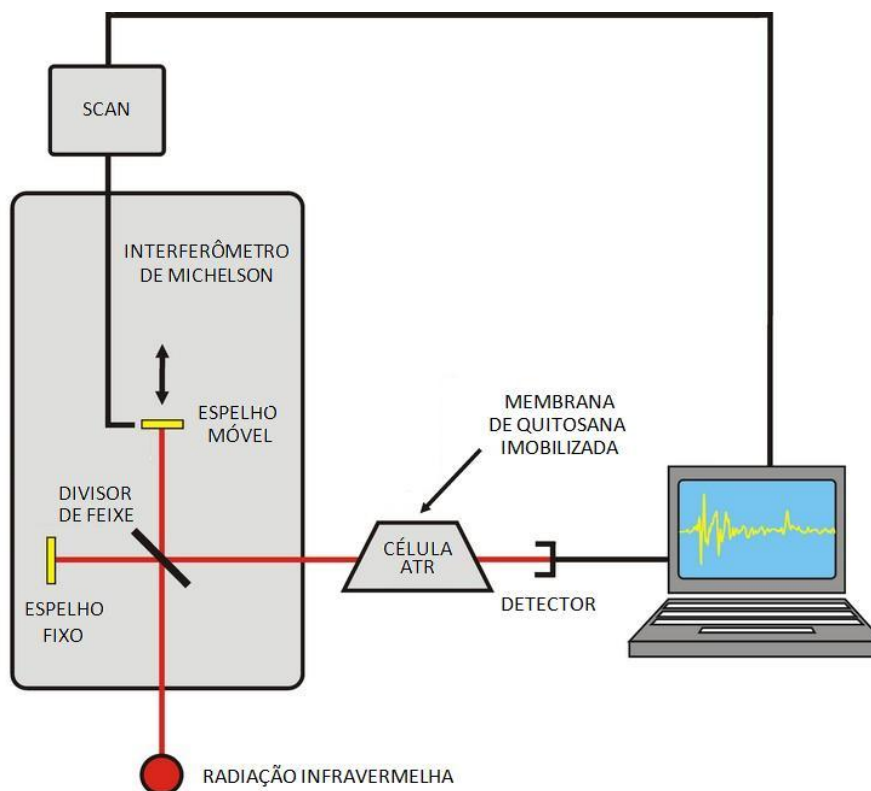 SCAN
INTERFERÔMETRO
DE MICHELSON
ESPELHO
MÓVEL
MEMBRANA
DE QUITOSANA
IMOBILIZADA
DIVISOR
DE FEIXE
CÉLULA
ATR
DETECTOR
ESPELHO
FIXO
RADIAÇÃO INFRAVERMELHA